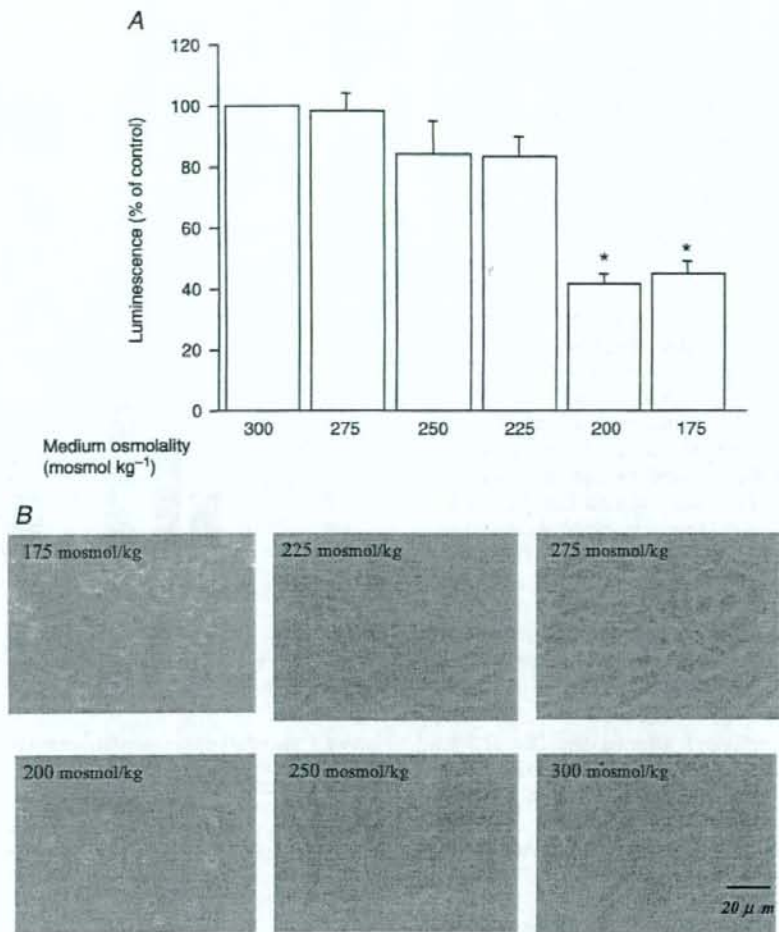 A
120
100
80
60
40
20
0
Luminescence (% of control)
* *
300 275 250 225 200 175
Medium osmolality
(mosmol kg⁻¹)
B
175 mosmol/kg 225 mosmol/kg 275 mosmol/kg
200 mosmol/kg 250 mosmol/kg 300 mosmol/kg
20 μ m